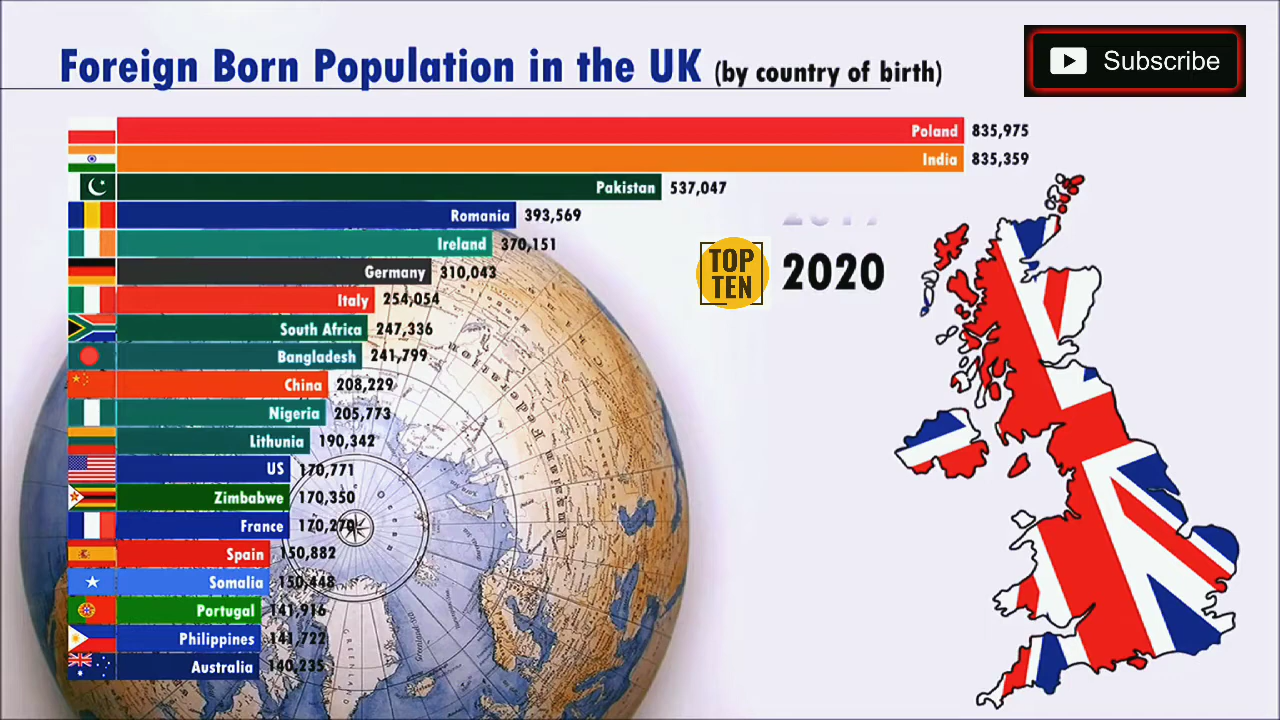 Foreign Born Population in the UK (by country of birth)
Subscribe
Poland 835,975
India 835,359
Pakistan 537,047
Romania 393,569
Ireland 370,151
Germany 310,043
Italy 254,054
South Africa 247,336
Bangladesh 241,799
China 208,229
Nigeria 205,773
Lithunia 190,342
US 170,771
Zimbabwe 170,350
France 170,270
Spain 150,882
Somalia 150,448
Portugal 141,916
Philippines 141,722
Australia 140,235
TOP
TEN
2020
GREENLAND